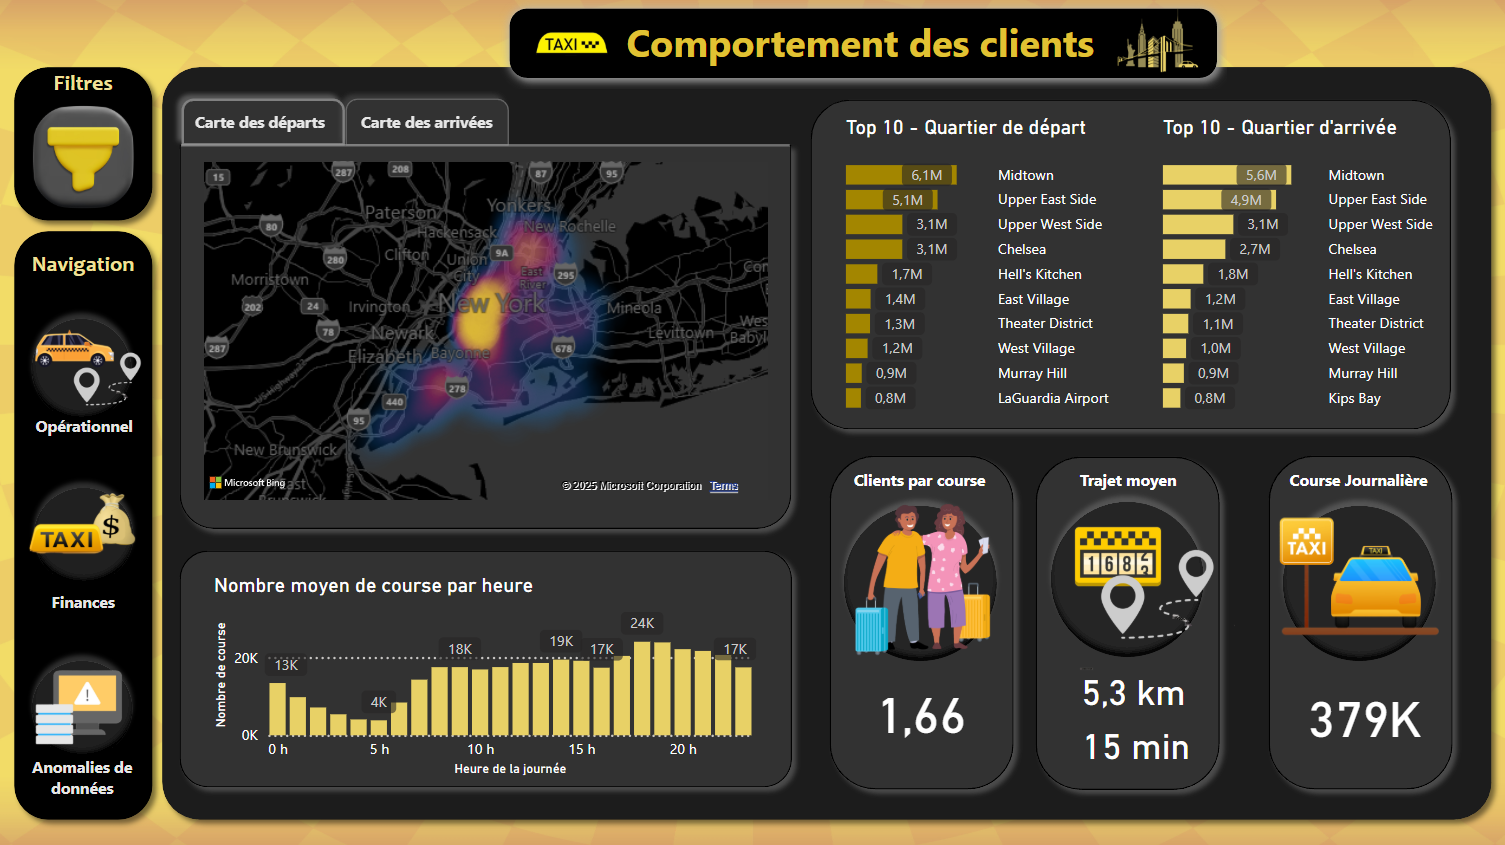 TAXI
Comportement des clients
Filtres
Navigation
Opérationnel
TAXI
$
Finances
Anomalies de
données
Carte des départs
Carte des arrivées
15
287
208
87
95
Yonkers
Paterson
New Rochelle
80
Hackensack
9A
Clifton
Union
City
280
East
River
295
Morristown
202
24
Irvington
New York
Mineola
78
Newark
Levittown
287
Elizabeth
Bayonne
678
278
440
95
New Brunswick
Microsoft Bing
© 2025 Microsoft Corporation
Terms
Top 10 - Quartier de départ
6,1M Midtown
5,1M Upper East Side
3,1M Upper West Side
3,1M Chelsea
1,7M Hell's Kitchen
1,4M East Village
1,3M Theater District
1,2M West Village
0,9M Murray Hill
0,8M LaGuardia Airport
Top 10 - Quartier d'arrivée
5,6M Midtown
4,9M Upper East Side
3,1M Upper West Side
2,7M Chelsea
1,8M Hell's Kitchen
1,2M East Village
1,1M Theater District
1,0M West Village
0,9M Murray Hill
0,8M Kips Bay
Nombre moyen de course par heure
Nombre de course
20K
0K
13K
4K
18K
19K
17K
24K
17K
0 h
5 h
10 h
15 h
20 h
Heure de la journée
Clients par course
1,66
Trajet moyen
5,3 km
15 min
Course Journalière
TAXI
TAXI
379K